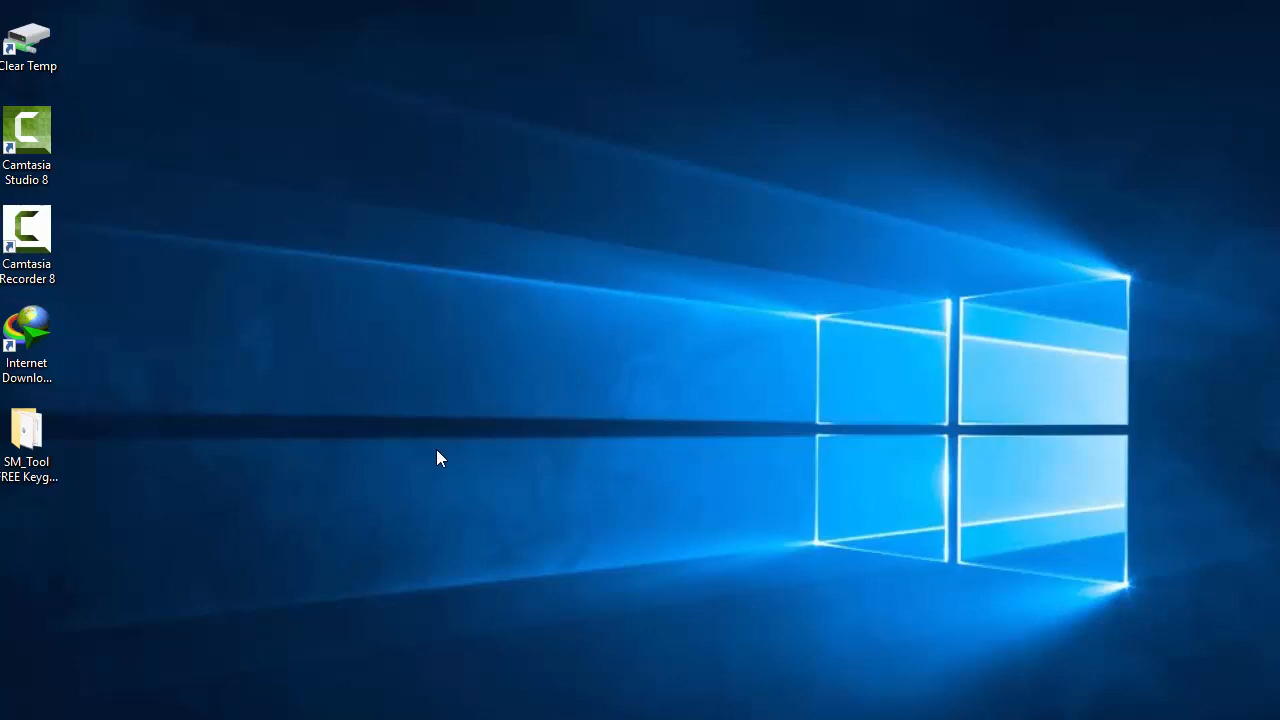 Clear Temp
Camtasia
Studio 8
Camtasia
Recorder 8
Internet
Downlo...
SM_Tool
REE Keyg...